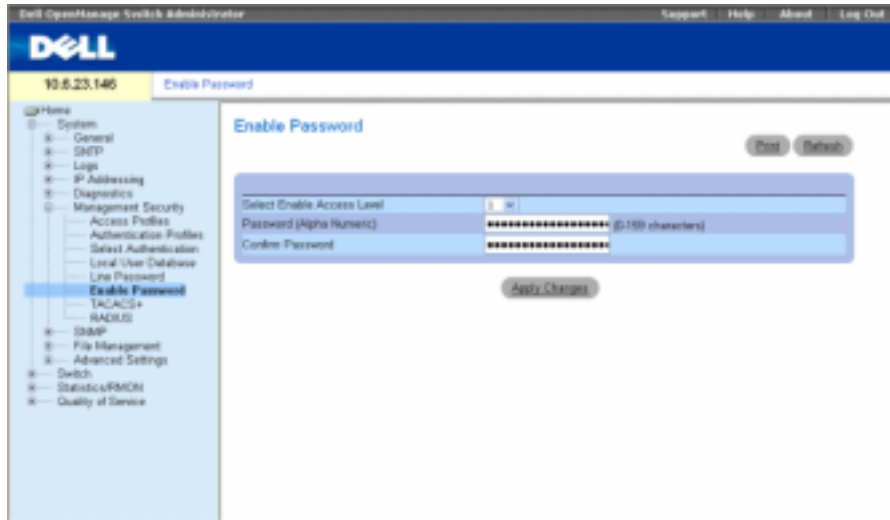 Dell OpenManage Switch Administrator
Support Help About Log Out
DELL
10.6.23.146
Enable Password
Home
System
General
SNTP
Logs
IP Addressing
Diagnostics
Management Security
Access Profiles
Authentication Profiles
Select Authentication
Local User Database
Line Password
Enable Password
TACACS+
RADIUS
SNMP
File Management
Advanced Settings
Switch
Statistics/RMON
Quality of Service
Enable Password
Print Refresh
Select Enable Access Level
Password (Alpha Numeric)
(0-159 characters)
Confirm Password
Apply Changes